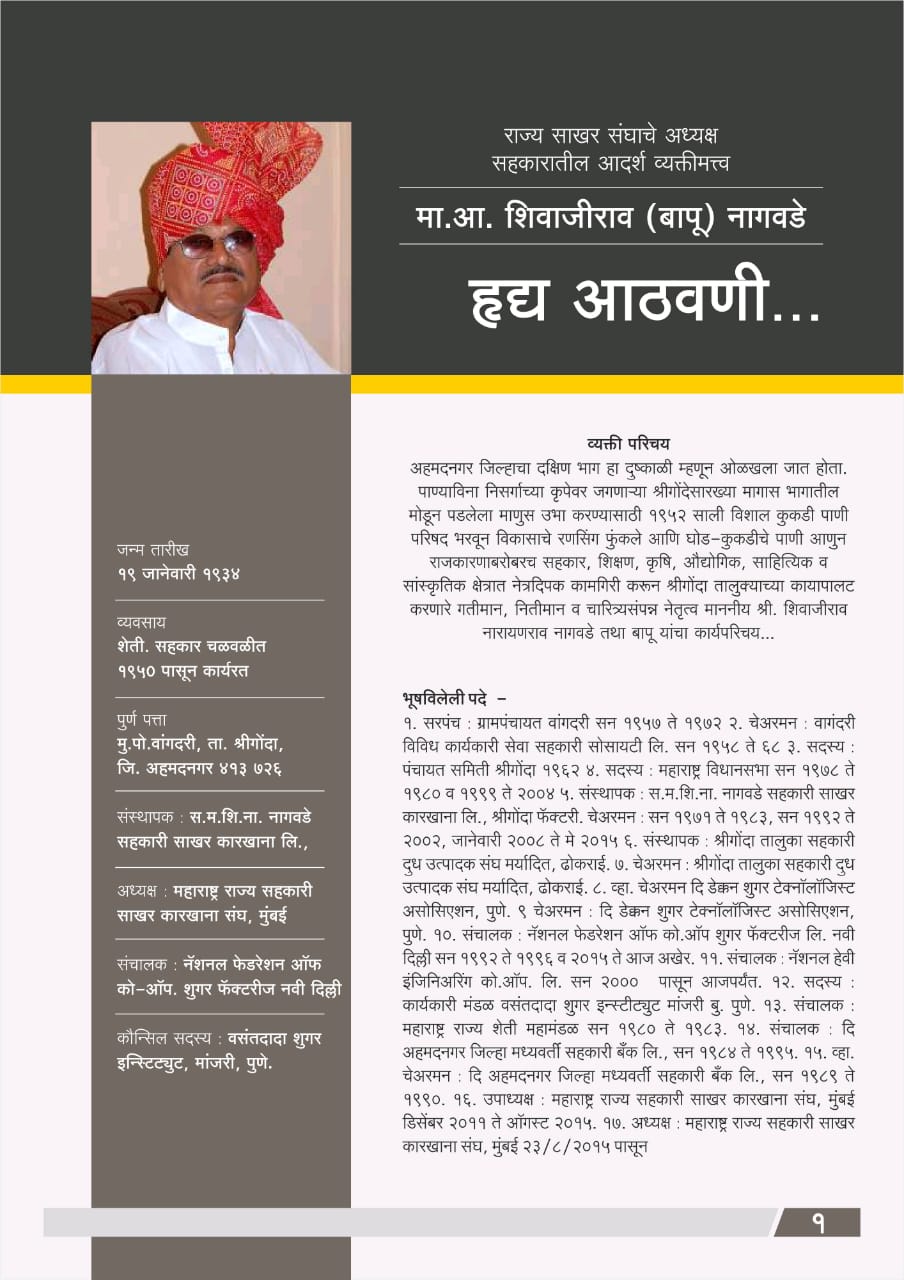 राज्य साखर संघाचे अध्यक्ष
सहकारातील आदर्श व्यक्तीमत्त्व
मा.आ. शिवाजीराव (बापू) नागवडे
हृद्य आठवणी...
जन्म तारीख
१९ जानेवारी १९३४
व्यवसाय
शेती. सहकार चळवळीत
१९५० पासून कार्यरत
पुर्ण पत्ता
मु.पो.वांगदरी, ता. श्रीगोंदा,
जि. अहमदनगर ४१३ ७२६
संस्थापक : स.म.शि.ना. नागवडे
सहकारी साखर कारखाना लि.,
अध्यक्ष : महाराष्ट्र राज्य सहकारी
साखर कारखाना संघ, मुंबई
संचालक : नॅशनल फेडरेशन ऑफ
को-ऑप. शुगर फॅक्टरीज नवी दिल्ली
कौन्सिल सदस्य : वसंतदादा शुगर
इन्स्टिट्युट, मांजरी, पुणे.
व्यक्ती परिचय
अहमदनगर जिल्हाचा दक्षिण भाग हा दुष्काळी म्हणून ओळखला जात होता.
पाण्याविना निसर्गाच्या कृपेवर जगणाऱ्या श्रीगोंदेसारख्या मागास भागातील
मोडून पडलेला माणुस उभा करण्यासाठी १९५२ साली विशाल कुकडी पाणी
परिषद भरवून विकासाचे रणसिंग फुंकले आणि घोड-कुकडीचे पाणी आणुन
राजकारणाबरोबरच सहकार, शिक्षण, कृषि, औद्योगिक, साहित्यिक व
सांस्कृतिक क्षेत्रात नेत्रदिपक कामगिरी करून श्रीगोंदा तालुक्याच्या कायापालट
करणारे गतीमान, नितीमान व चारित्र्यसंपन्न नेतृत्व माननीय श्री. शिवाजीराव
नारायणराव नागवडे तथा बापू यांचा कार्यपरिचय...
भूषविलेली पदे -
१. सरपंच : ग्रामपंचायत वांगदरी सन १९५७ ते १९७२ २. चेअरमन : वागंदरी
विविध कार्यकारी सेवा सहकारी सोसायटी लि. सन १९५८ ते ६८ ३. सदस्य :
पंचायत समिती श्रीगोंदा १९६२ ४. सदस्य : महाराष्ट्र विधानसभा सन १९७८ ते
१९८० व १९९९ ते २००४ ५. संस्थापक : स.म.शि.ना. नागवडे सहकारी साखर
कारखाना लि., श्रीगोंदा फॅक्टरी. चेअरमन : सन १९७१ ते १९८३, सन १९९२ ते
२००२, जानेवारी २००८ ते मे २०१५ ६. संस्थापक : श्रीगोंदा तालुका सहकारी
दुध उत्पादक संघ मर्यादित, ढोकराई. ७. चेअरमन : श्रीगोंदा तालुका सहकारी दुध
उत्पादक संघ मर्यादित, ढोकराई. ८. व्हा. चेअरमन दि डेक्कन शुगर टेक्नॉलॉजिस्ट
असोसिएशन, पुणे. ९ चेअरमन : दि डेक्कन शुगर टेक्नॉलॉजिस्ट असोसिएशन,
पुणे. १०. संचालक : नॅशनल फेडरेशन ऑफ को.ऑप शुगर फॅक्टरीज लि. नवी
दिल्ली सन १९९२ ते १९९६ व २०१५ ते आज अखेर. ११. संचालक : नॅशनल हेवी
इंजिनिअरिंग को.ऑप. लि. सन २००० पासून आजपर्यंत. १२. सदस्य :
कार्यकारी मंडळ वसंतदादा शुगर इन्स्टीट्युट मांजरी बु. पुणे. १३. संचालक :
महाराष्ट्र राज्य शेती महामंडळ सन १९८० ते १९८३. १४. संचालक : दि
अहमदनगर जिल्हा मध्यवर्ती सहकारी बँक लि., सन १९८४ ते १९९५. १५. व्हा.
चेअरमन : दि अहमदनगर जिल्हा मध्यवर्ती सहकारी बँक लि., सन १९८९ ते
१९९०. १६. उपाध्यक्ष : महाराष्ट्र राज्य सहकारी साखर कारखाना संघ, मुंबई
डिसेंबर २०११ ते ऑगस्ट २०१५. १७. अध्यक्ष : महाराष्ट्र राज्य सहकारी साखर
कारखाना संघ, मुंबई २३/८/२०१५ पासून
१